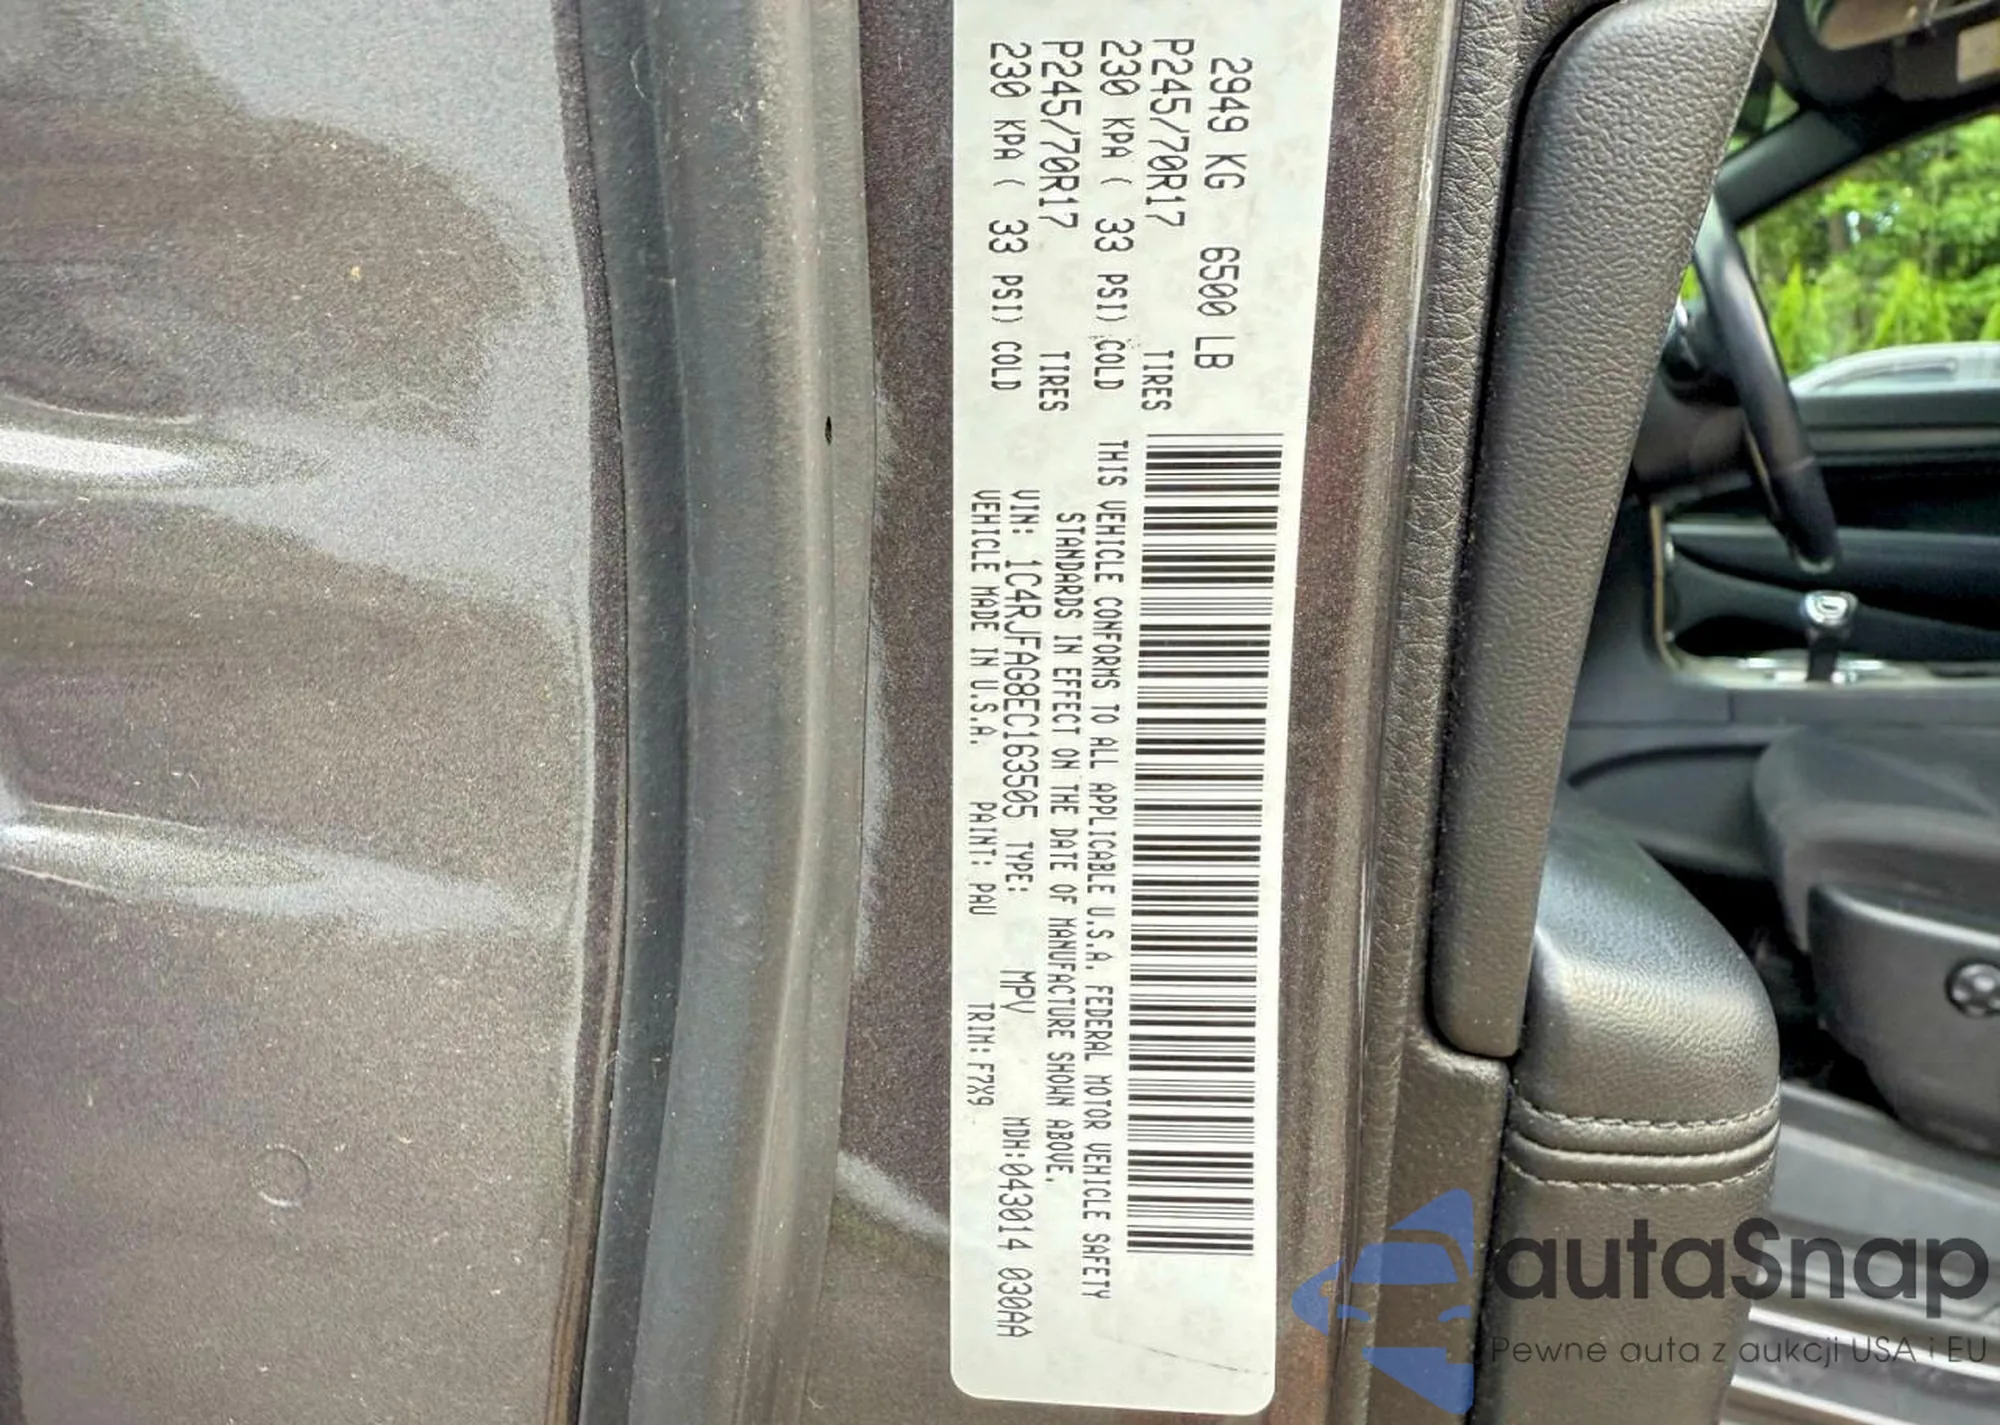 2949 KG 6500 LB
P245/70R17 TIRES
230 KPA ( 33 PSI) COLD
P245/70R17 TIRES
230 KPA ( 33 PSI) COLD
THIS VEHICLE CONFORMS TO ALL APPLICABLE U.S.A. FEDERAL MOTOR VEHICLE SAFETY
STANDARDS IN EFFECT ON THE DATE OF MANUFACTURE SHOWN ABOVE.
VIN: 1C4RJFAG8EC163505 TYPE: MPV MDH:043014 030AA
VEHICLE MADE IN U.S.A. PAINT: PAU TRIM: F7X9
autoSnap
Pewne auta z aukcji USA i EU